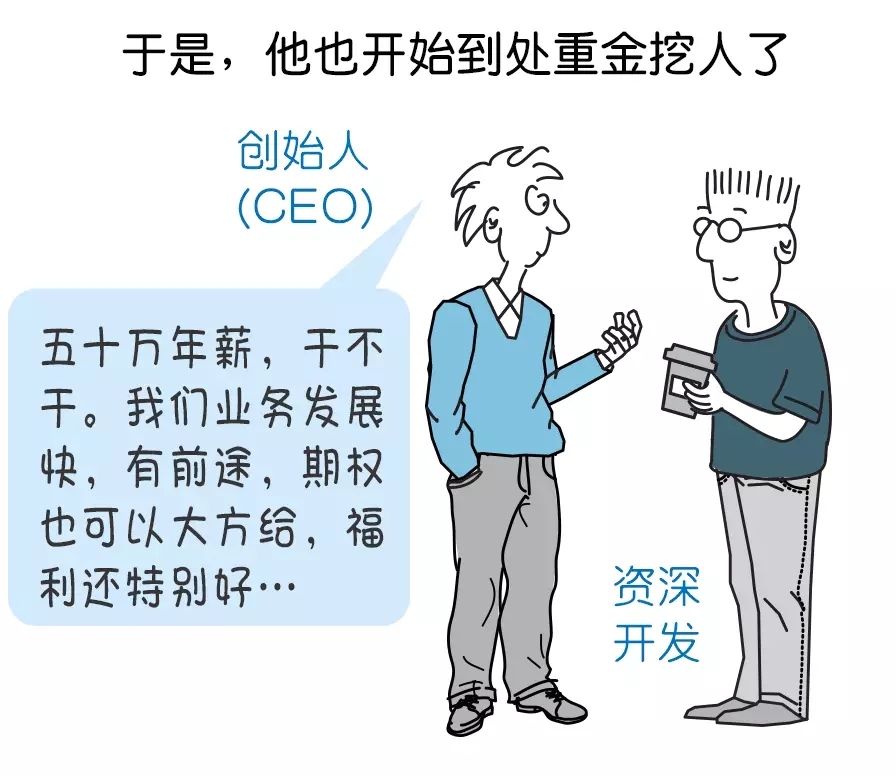 于是，他也开始到处重金挖人了
创始人
(CEO)
五十万年薪，干不
干。我们业务发展
快，有前途，期权
也可以大方给，福
利还特别好…
资深
开发